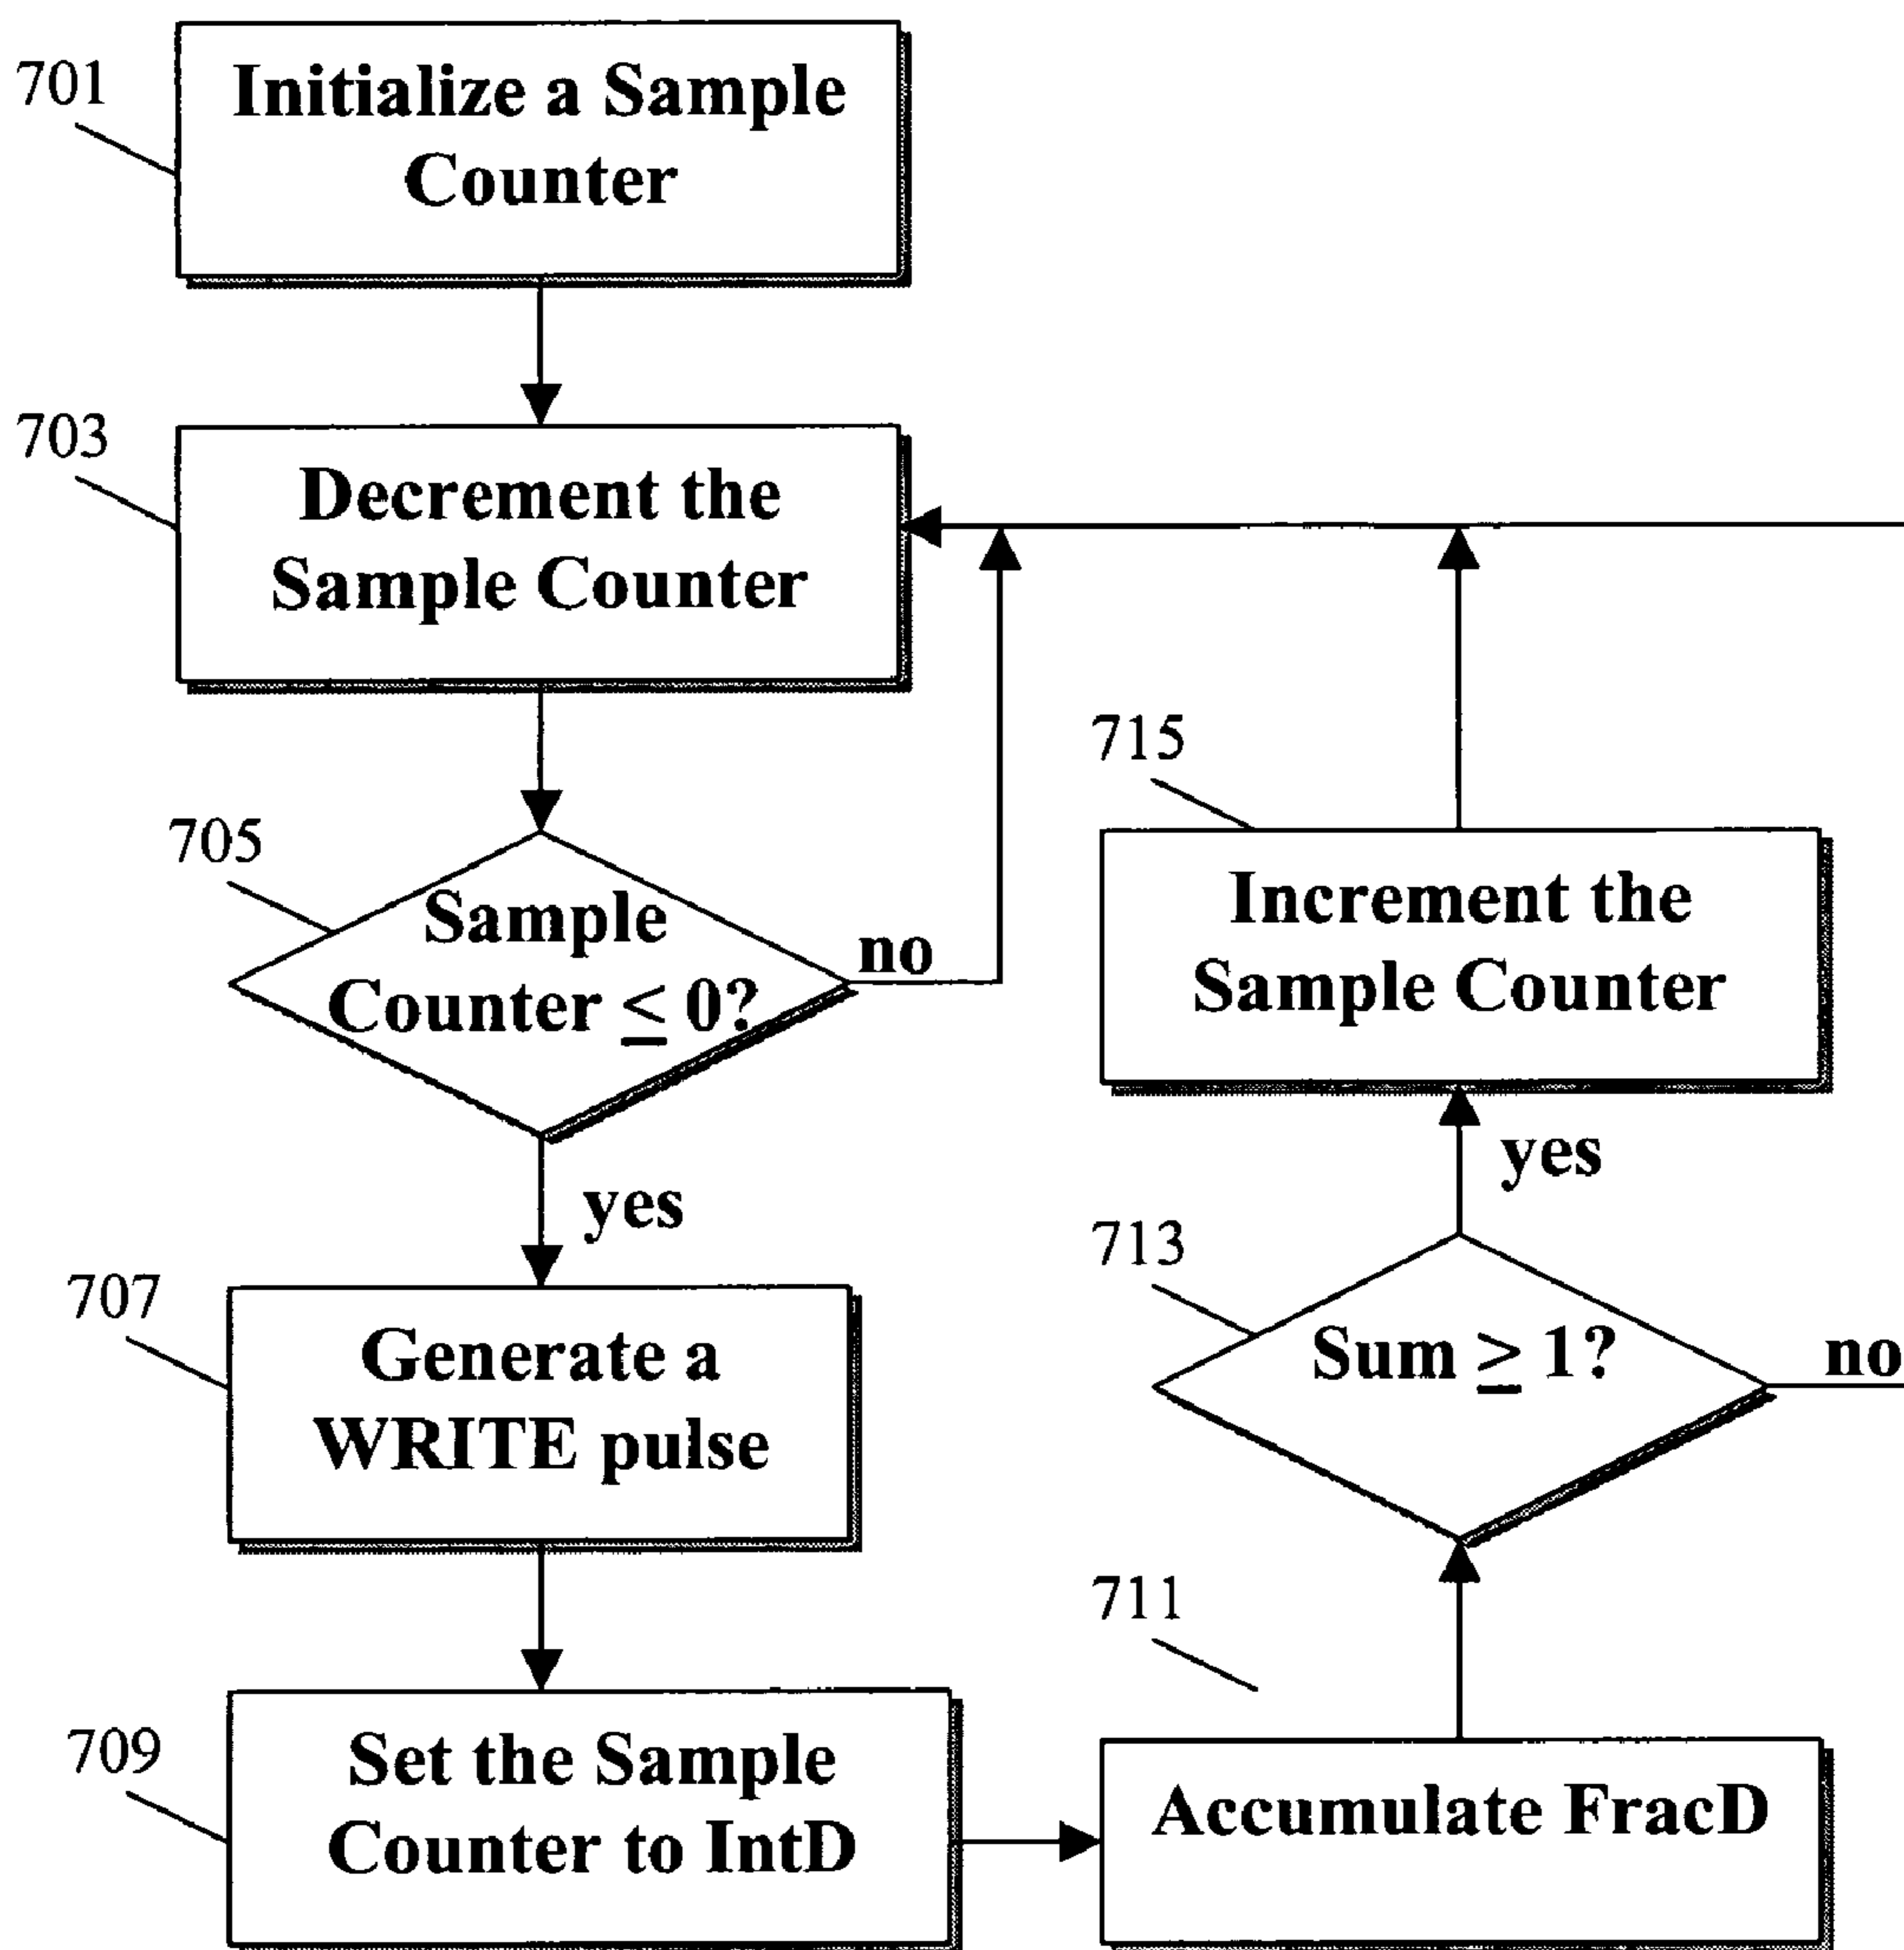 701
Initialize a Sample
Counter
703
Decrement the
Sample Counter
705
Sample
Counter ≤ 0?
no
yes
707
Generate a
WRITE pulse
709
Set the Sample
Counter to IntD
711
Accumulate FracD
713
Sum ≥ 1?
no
yes
715
Increment the
Sample Counter